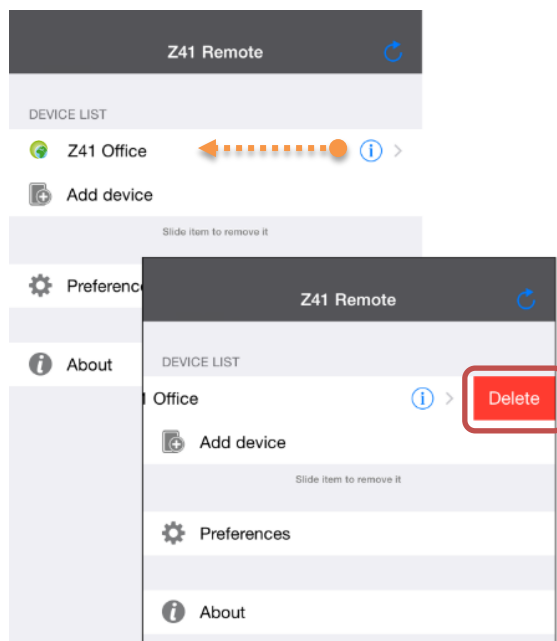 Z41 Remote
DEVICE LIST
Z41 Office
Add device
Slide item to remove it
Preferenc
About
Z41 Remote
DEVICE LIST
Office
Delete
Add device
Slide item to remove it
Preferences
About